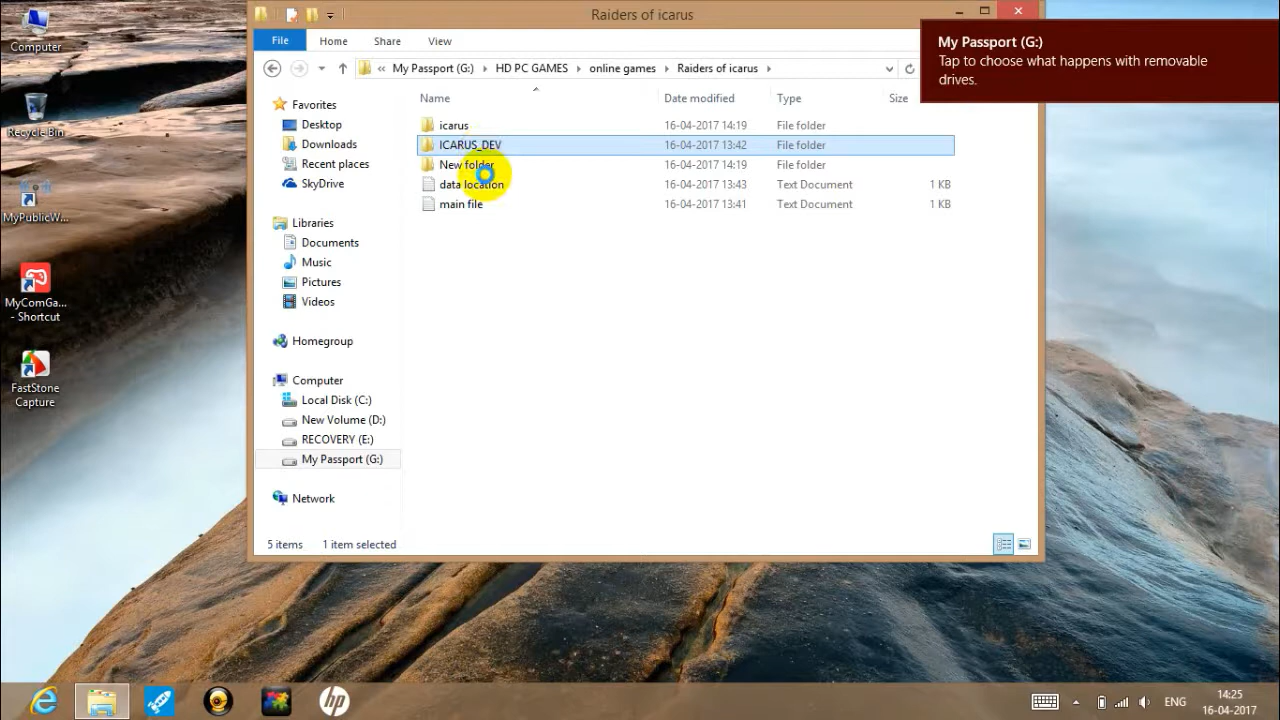 Computer
Recycle Bin
MyPublicW...
MyComGa...
- Shortcut
FastStone
Capture
Raiders of icarus
File Home Share View
« My Passport (G:) HD PC GAMES online games Raiders of icarus
Name Date modified Type Size
icarus 16-04-2017 14:19 File folder
ICARUS_DEV 16-04-2017 13:42 File folder
New folder 16-04-2017 14:19 File folder
data location 16-04-2017 13:43 Text Document 1 KB
main file 16-04-2017 13:41 Text Document 1 KB
Favorites
Desktop
Downloads
Recent places
SkyDrive
Libraries
Documents
Music
Pictures
Videos
Homegroup
Computer
Local Disk (C:)
New Volume (D:)
RECOVERY (E:)
My Passport (G:)
Network
5 items 1 item selected
My Passport (G:)
Tap to choose what happens with removable
drives.
hp
ENG
14:25
16-04-2017